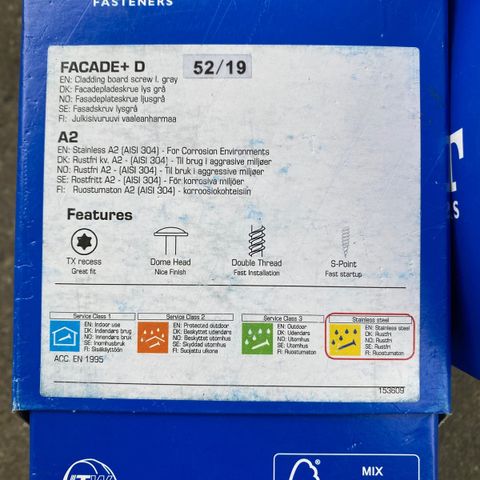 FASTENERS
FACADE+ D 52/19
EN: Cladding board screw l. gray
DK: Facadepladeskrue lys grå
NO: Fasadeplateskrue ljusgrå
SE: Fasadskruv lysgrå
FI: Julkisivuruuvi vaaleanharmaa
A2
EN: Stainless A2 (AISI 304) - For Corrosion Environments
DK: Rustfri kv. A2 - (AISI 304) - Til brug i aggrasive miljøer
NO: Rustfri A2 - (AISI 304) - Til bruk i aggressive miljøer
SE: Rostfritt A2 - (AISI 304) - För korrosiva miljöer
FI: Ruostumaton A2 - (AISI 304) - korroosiokohteisiin
Features
TX recess
Great fit
Dome Head
Nice Finish
Double Thread
Fast Installation
S-Point
Fast startup
Service Class 1
EN: Indoor use
DK: Indendørs brug
NO: Innendørs bruk
SE: Inomhusbruk
FI: Sisäkäyttöön
Service Class 2
EN: Protected outdoor
DK: Beskyttet udendørs
NO: Beskyttet utomhus
SE: Skyddad utomhus
FI: Suojattu ulkona
Service Class 3
EN: Outdoor
DK: Udendørs
NO: Utomhus
SE: Utomhus
FI: Ruostumaton
Stainless steel
EN: Stainless steel
DK: Rustfri
NO: Rustfri
SE: Rustfri
FI: Ruostumaton
ACC. EN 1995
153609
ITW
MIX
r
RS